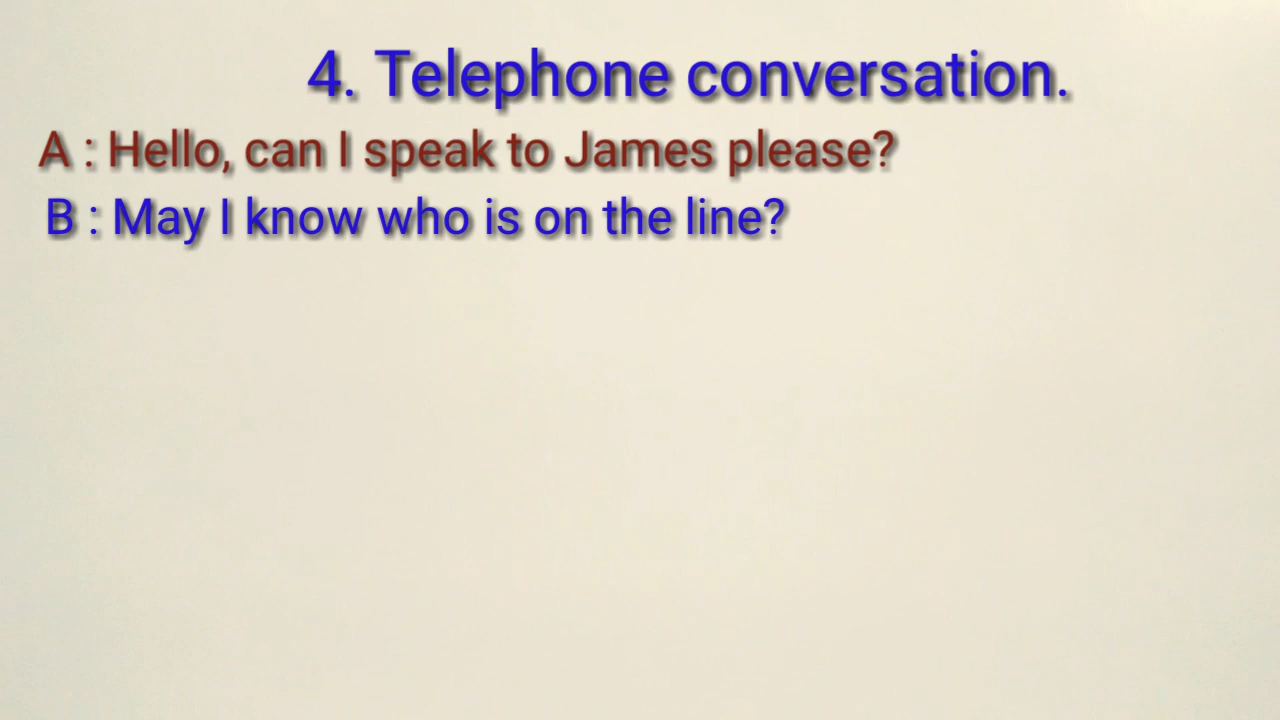 4. Telephone conversation.
A : Hello, can I speak to James please?
B : May I know who is on the line?